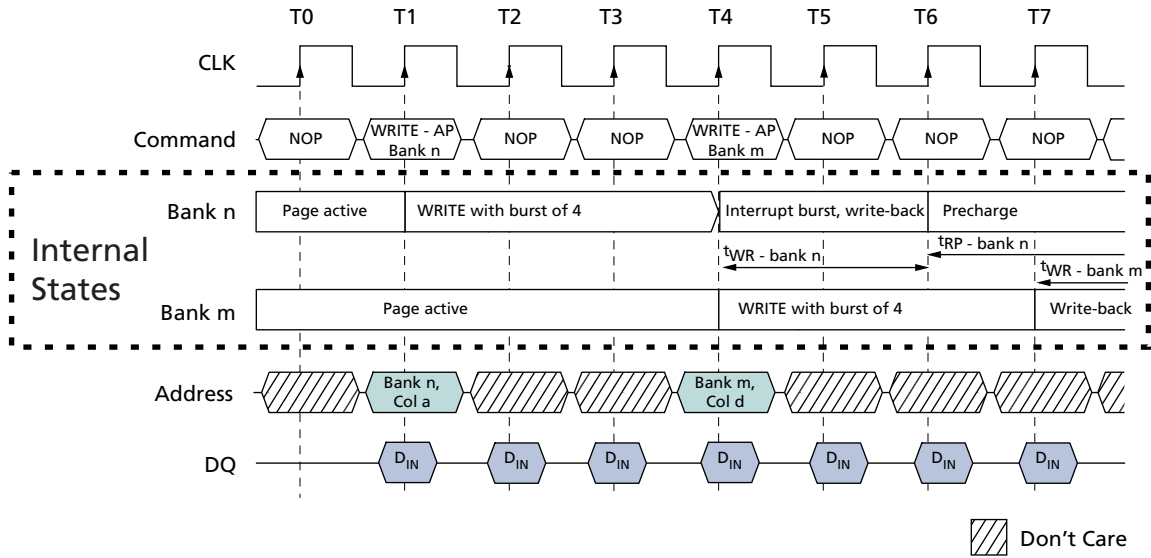 T0 T1 T2 T3 T4 T5 T6 T7
CLK
Command NOP WRITE - AP Bank n NOP NOP WRITE - AP Bank m NOP NOP NOP
Internal States
Bank n Page active WRITE with burst of 4 Interrupt burst, write-back Precharge
tWR - bank n tRP - bank n
tWR - bank m
Bank m Page active WRITE with burst of 4 Write-back
Address Bank n, Col a Bank m, Col d
DQ DIN DIN DIN DIN DIN DIN DIN
Don't Care